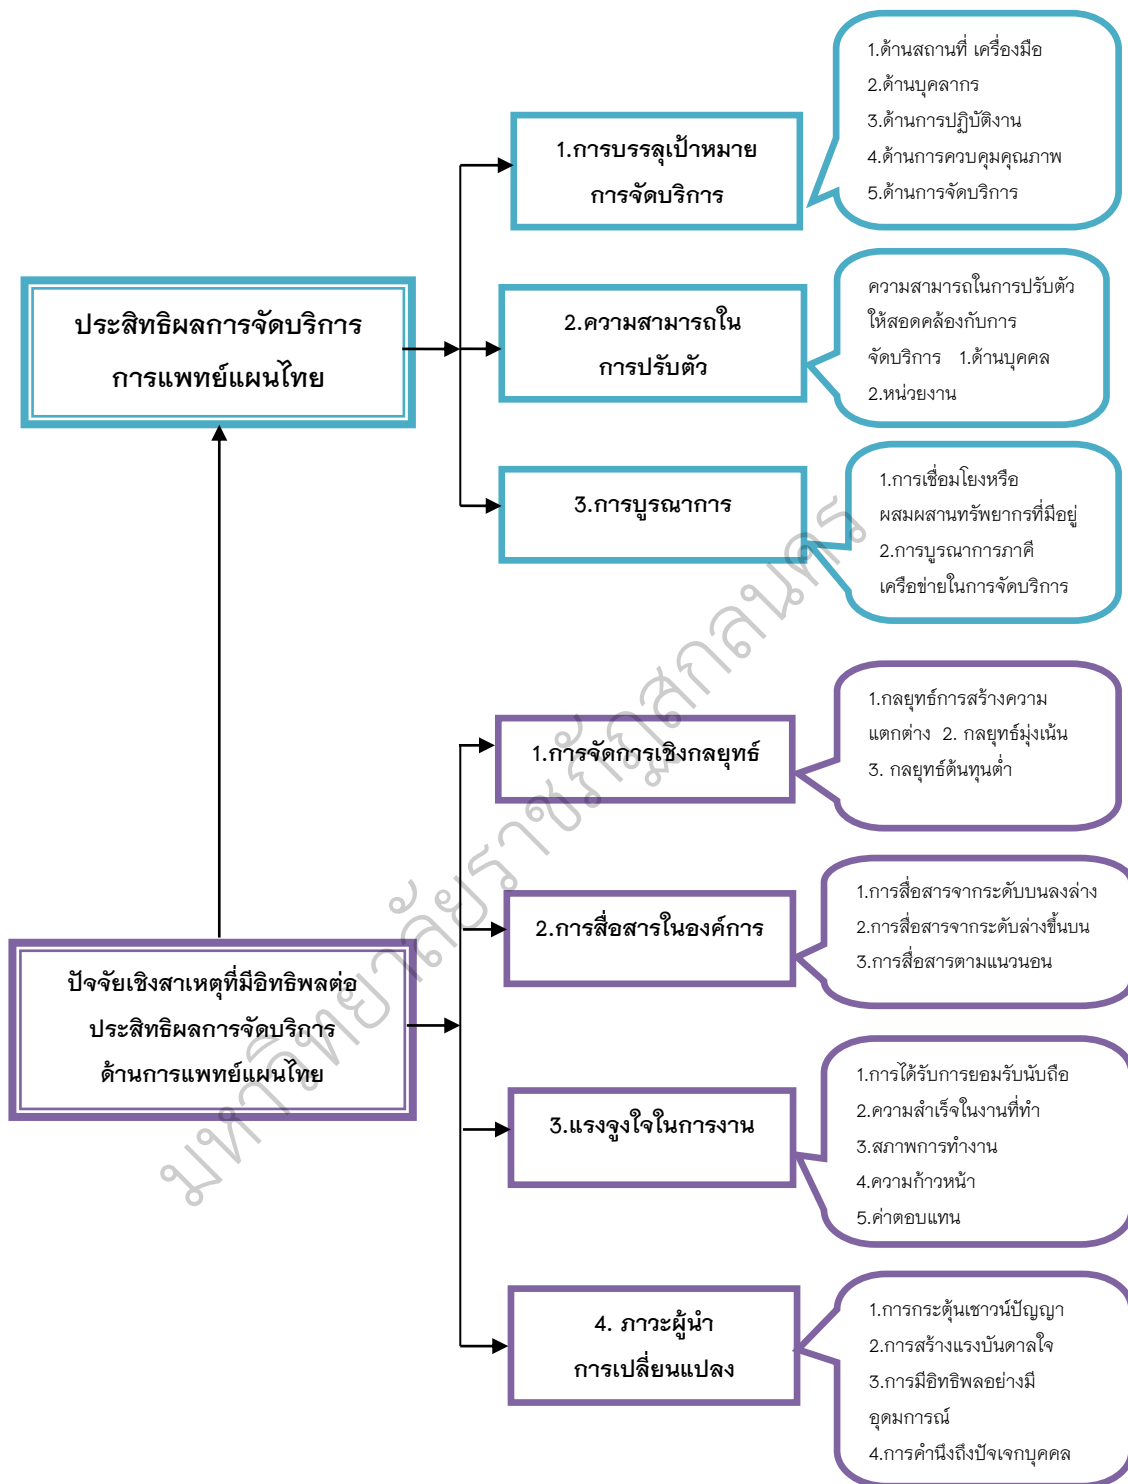 1.ด้านสถานที่ เครื่องมือ
2.ด้านบุคลากร
3.ด้านการปฏิบัติงาน
4.ด้านการควบคุมคุณภาพ
5.ด้านการจัดบริการ
1.การบรรลุเป้าหมาย
การจัดบริการ
ประสิทธิผลการจัดบริการ
การแพทย์แผนไทย
2.ความสามารถใน
การปรับตัว
ความสามารถในการปรับตัว
ให้สอดคล้องกับการ
จัดบริการ 1.ด้านบุคคล
2.หน่วยงาน
3.การบูรณาการ
1.การเชื่อมโยงหรือ
ผสมผสานทรัพยากรที่มีอยู่
2.การบูรณาการภาคี
เครือข่ายในการจัดบริการ
1.การจัดการเชิงกลยุทธ์
1.กลยุทธ์การสร้างความ
แตกต่าง 2. กลยุทธ์มุ่งเน้น
3. กลยุทธ์ต้นทุนต่ำ
2.การสื่อสารในองค์การ
1.การสื่อสารจากระดับบนลงล่าง
2.การสื่อสารจากระดับล่างขึ้นบน
3.การสื่อสารตามแนวนอน
ปัจจัยเชิงสาเหตุที่มีอิทธิพลต่อ
ประสิทธิผลการจัดบริการ
ด้านการแพทย์แผนไทย
3.แรงจูงใจในการงาน
1.การได้รับการยอมรับนับถือ
2.ความสำเร็จในงานที่ทำ
3.สภาพการทำงาน
4.ความก้าวหน้า
5.ค่าตอบแทน
4. ภาวะผู้นำ
การเปลี่ยนแปลง
1.การกระตุ้นเชาวน์ปัญญา
2.การสร้างแรงบันดาลใจ
3.การมีอิทธิพลอย่างมี
อุดมการณ์
4.การคำนึงถึงปัจเจกบุคคล
มหาวิทยาลัยราชภัฏสกลนคร